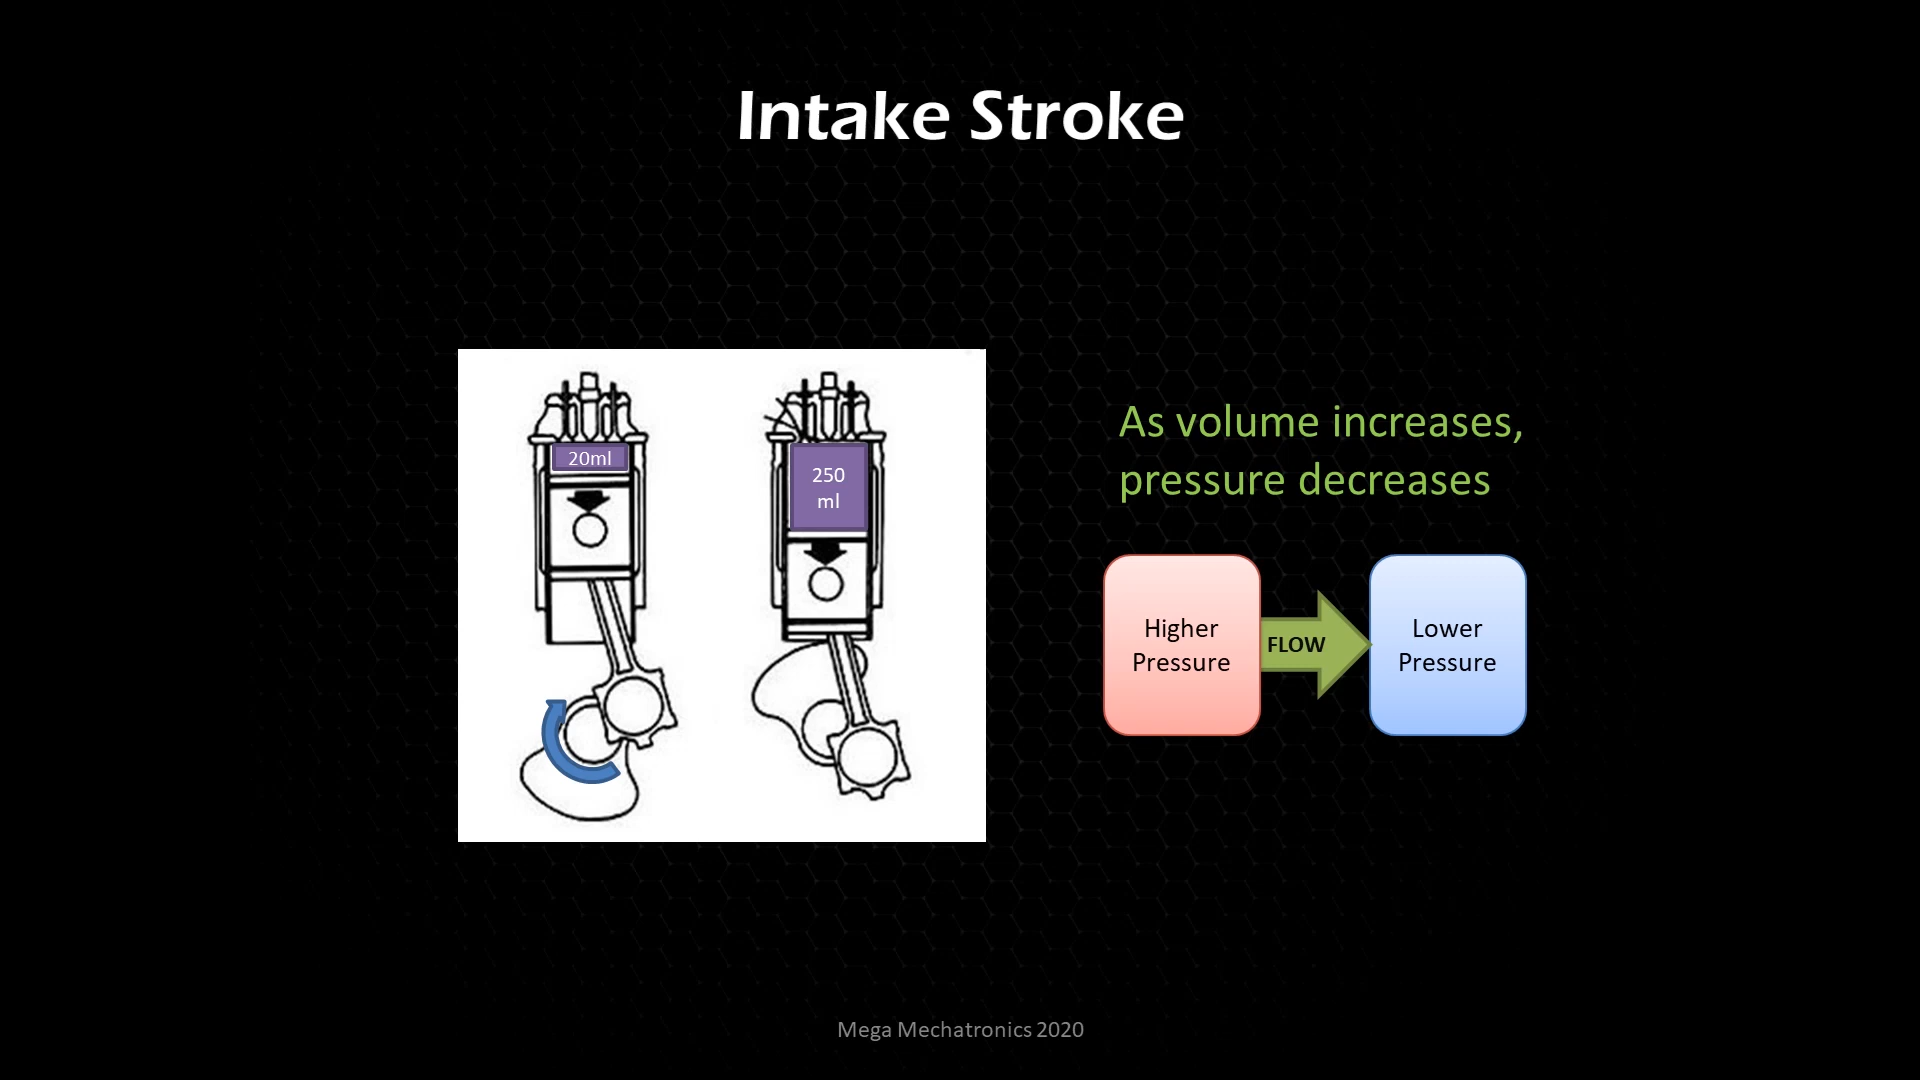 Intake Stroke
20ml
250
ml
As volume increases,
pressure decreases
Higher
Pressure
FLOW
Lower
Pressure
Mega Mechatronics 2020